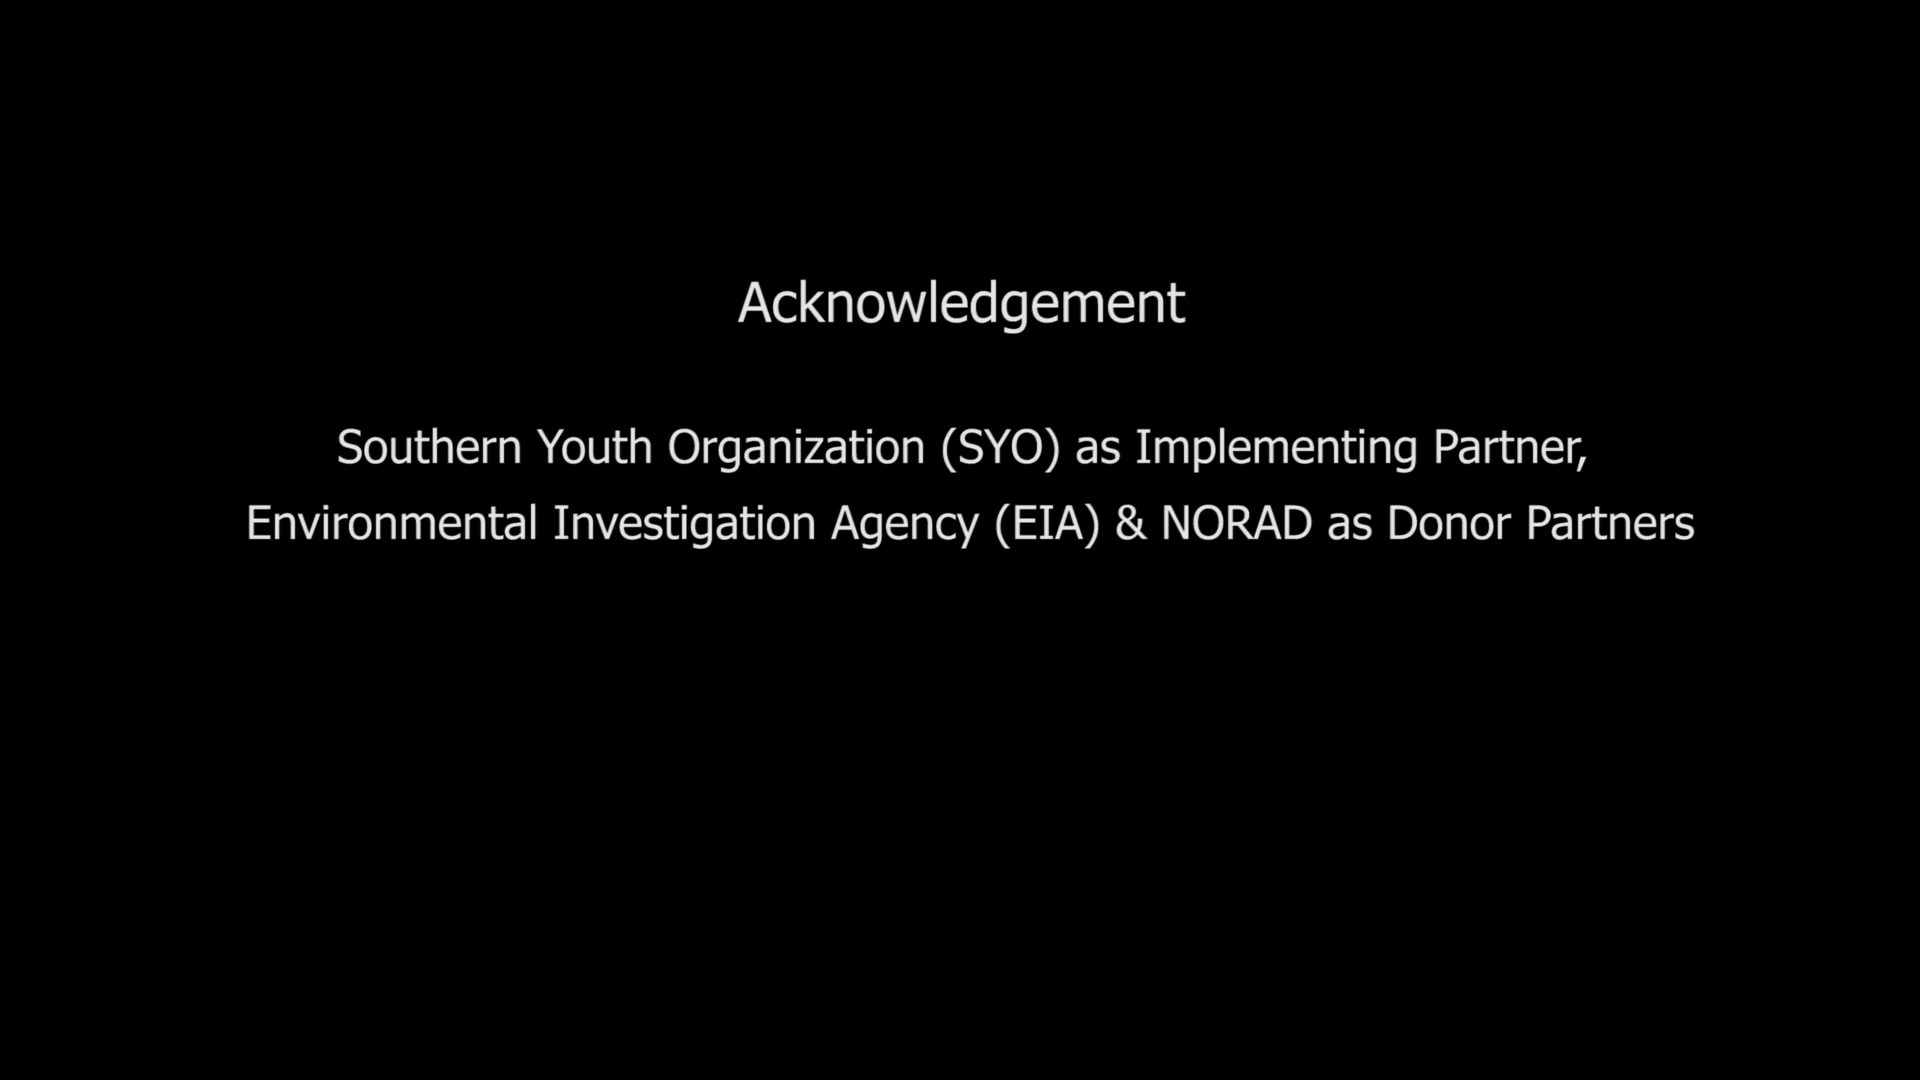 Acknowledgement
Southern Youth Organization (SYO) as Implementing Partner,
Environmental Investigation Agency (EIA) & NORAD as Donor Partners